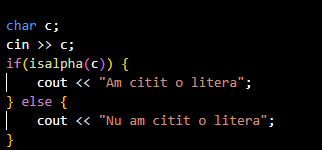 char c;
cin >> c;
if(isalpha(c)) {
    cout << "Am citit o litera";
} else {
    cout << "Nu am citit o litera";
}